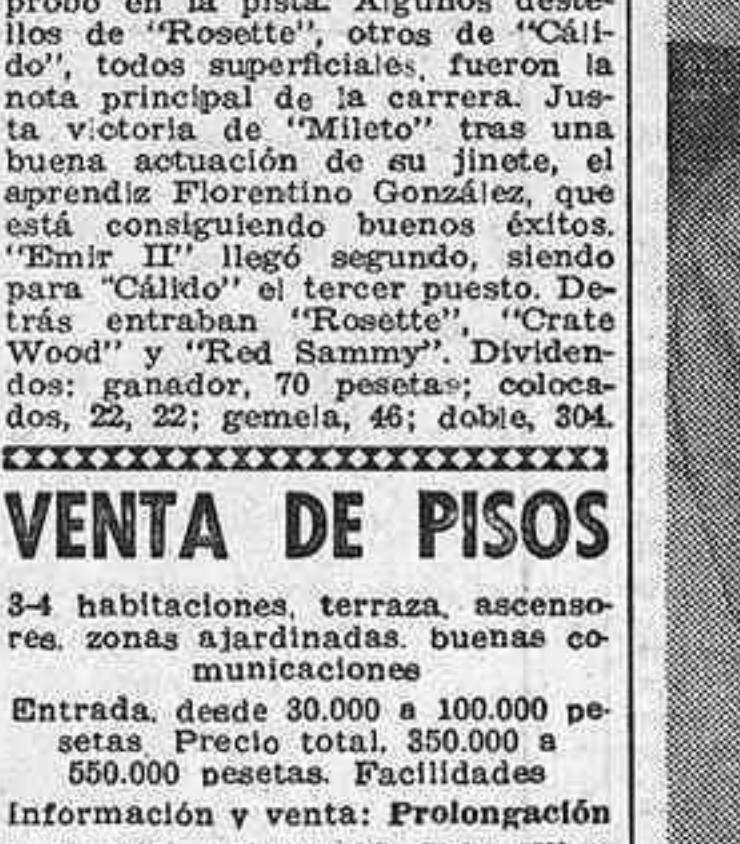 probó en la pista. Algunos deste-
llos de "Rosette", otros de "Cáli-
do", todos superficiales, fueron la
nota principal de la carrera. Jus-
ta victoria de "Mileto" tras una
buena actuación de su jinete, el
aprendiz Florentino González, que
está consiguiendo buenos éxitos.
"Emir II" llegó segundo, siendo
para "Cálido" el tercer puesto. De-
trás entraban "Rosette", "Crate
Wood" y "Red Sammy". Dividen-
dos: ganador, 70 pesetas; coloca-
dos, 22, 22; gemela, 46; doble, 304.
VENTA DE PISOS
3-4 habitaciones, terraza, ascenso-
res, zonas ajardinadas, buenas co-
municaciones
Entrada, desde 30.000 a 100.000 pe-
setas. Precio total, 350.000 a
550.000 pesetas. Facilidades
Información y venta: Prolongación